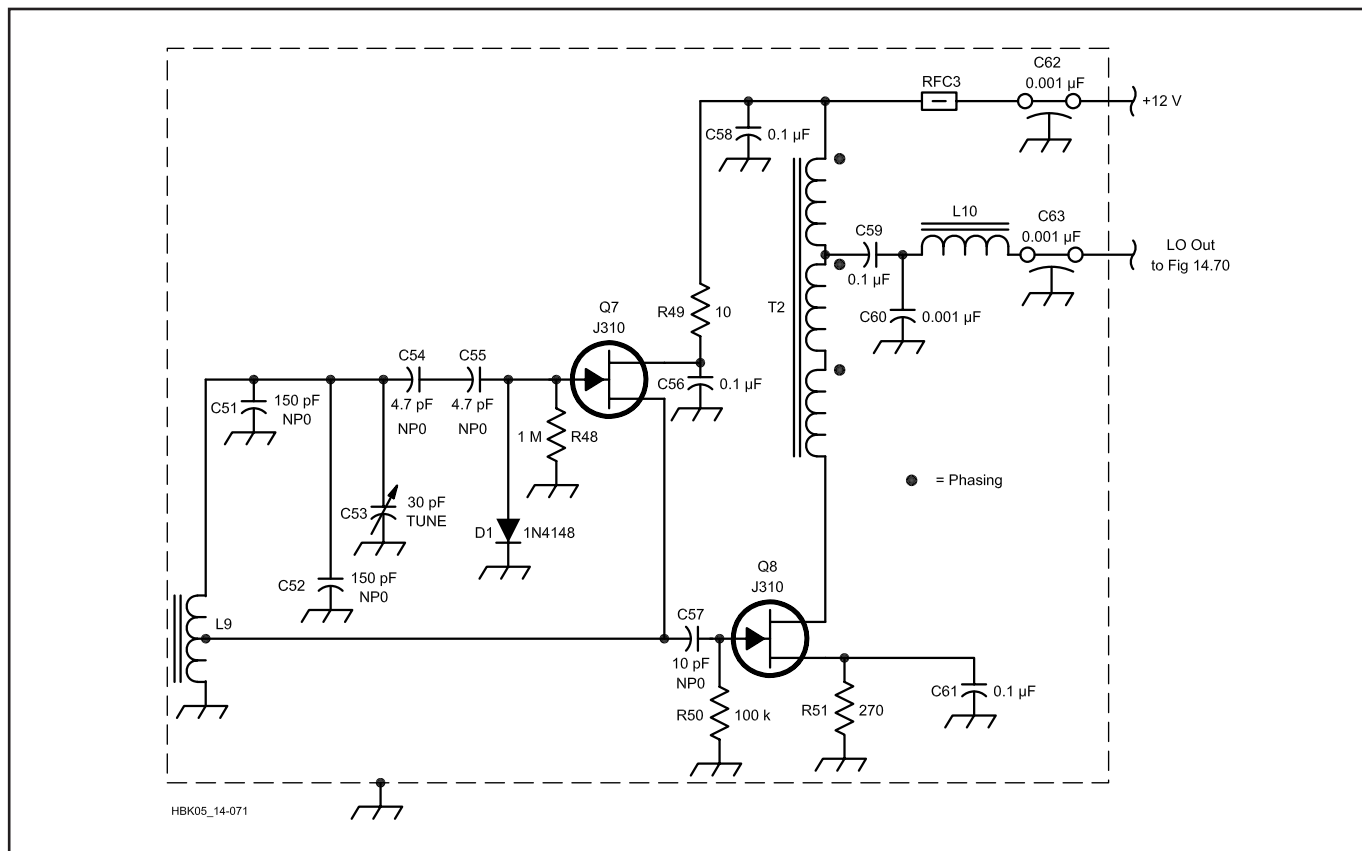 C62
0.001 µF
RFC3
+12 V
C58
0.1 µF
L10
C63
0.001 µF
C59
0.1 µF
LO Out
to Fig 14.70
T2
C60
0.001 µF
R49
10
Q7
J310
C54
4.7 pF
NP0
C55
4.7 pF
NP0
C56
0.1 µF
C51
150 pF
NP0
1 M
R48
C53
30 pF
TUNE
D1
1N4148
= Phasing
C52
150 pF
NP0
L9
Q8
J310
C57
10 pF
NP0
R50
100 k
R51
270
C61
0.1 µF
HBK05_14-071